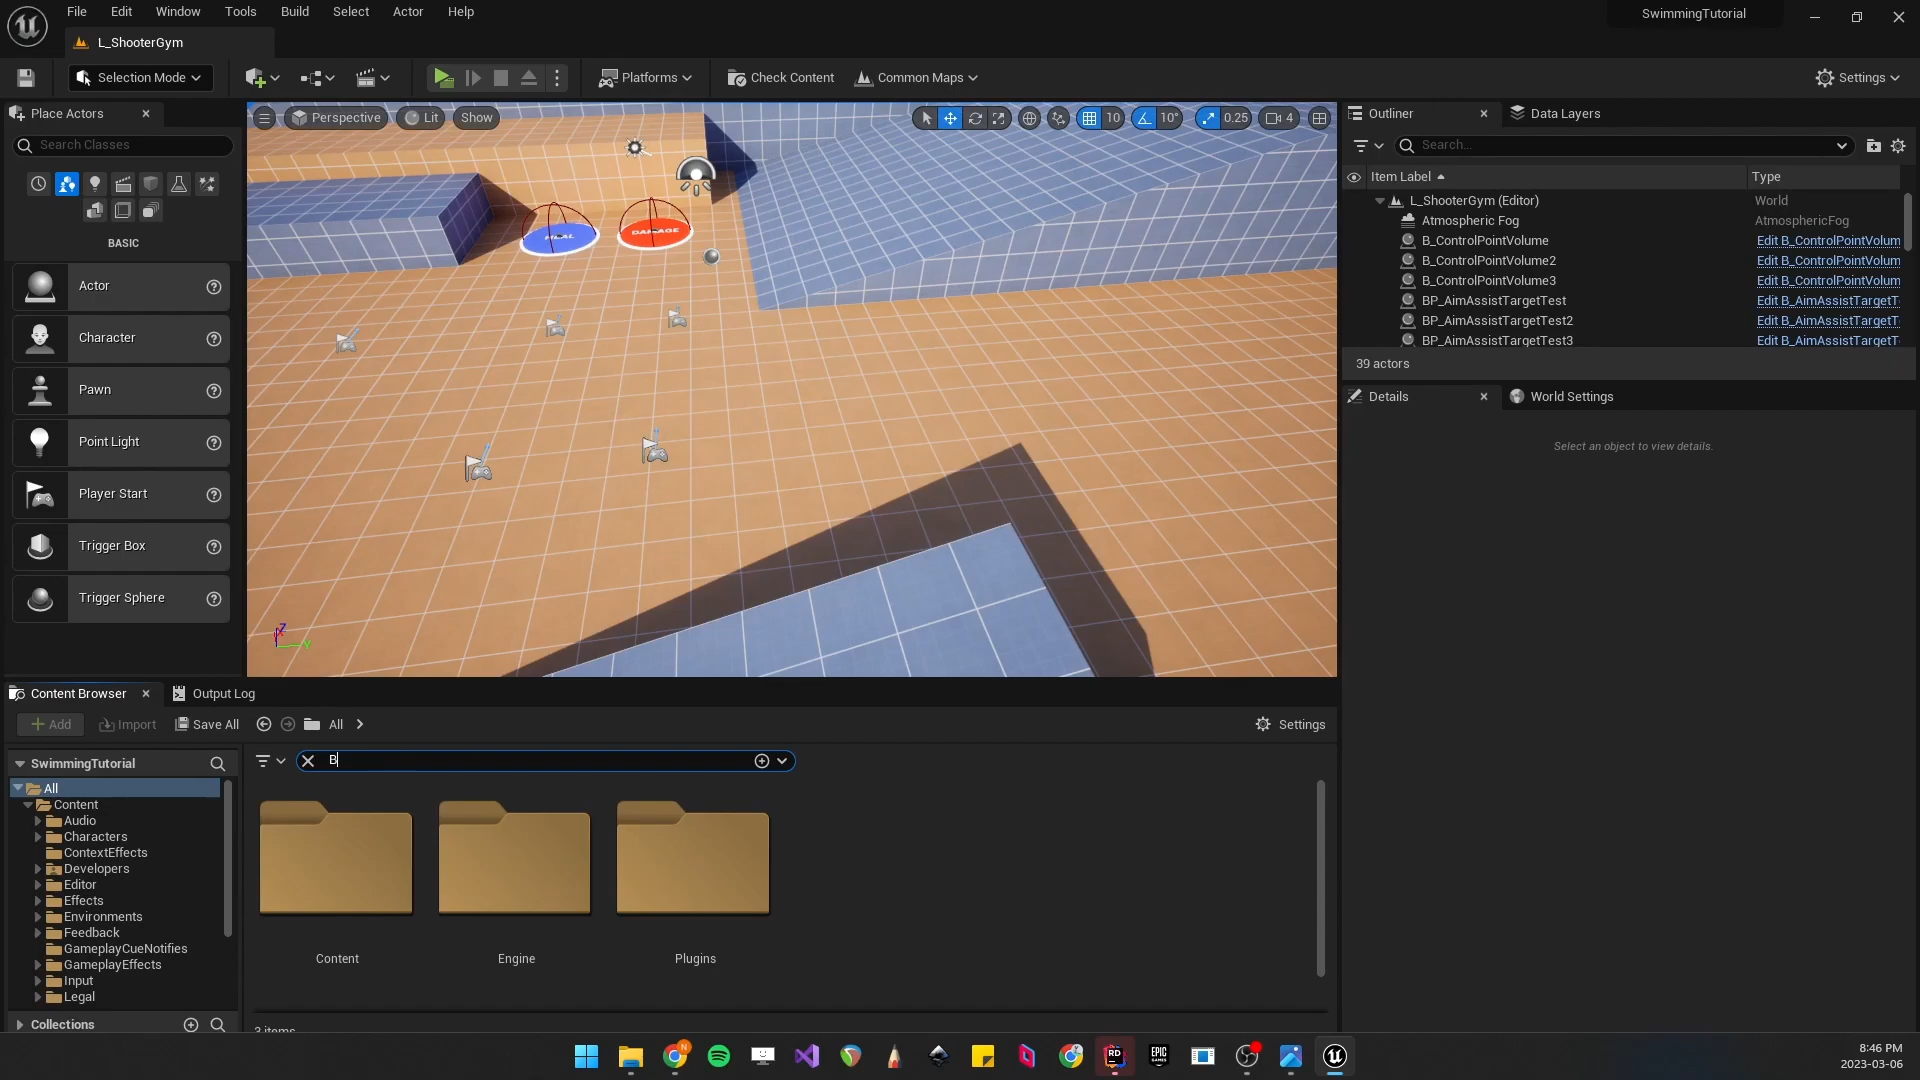 File Edit Window Tools Build Select Actor Help
SwimmingTutorial
L_ShooterGym
Selection Mode
Platforms
Check Content
Common Maps
Settings
Place Actors
Search Classes
BASIC
Actor
Character
Pawn
Point Light
Player Start
Trigger Box
Trigger Sphere
Perspective
Lit
Show
10
10°
0.25
4
DAMAGE
Z
Y
Outliner
Data Layers
Search...
Item Label
Type
L_ShooterGym (Editor) World
Atmospheric Fog AtmosphericFog
B_ControlPointVolume Edit B_ControlPointVolum
B_ControlPointVolume2 Edit B_ControlPointVolum
B_ControlPointVolume3 Edit B_ControlPointVolum
BP_AimAssistTargetTest Edit B_AimAssistTargetT
BP_AimAssistTargetTest2 Edit B_AimAssistTargetT
BP_AimAssistTargetTest3 Edit B_AimAssistTargetT
39 actors
Details
World Settings
Select an object to view details.
Content Browser
Output Log
Add
Import
Save All
All
Settings
SwimmingTutorial
All
Content
Audio
Characters
ContextEffects
Developers
Editor
Effects
Environments
Feedback
GameplayCueNotifies
GameplayEffects
Input
Legal
Collections
B
Content
Engine
Plugins
3 items
N
RD
EPIC
GAMES
8:46 PM
2023-03-06